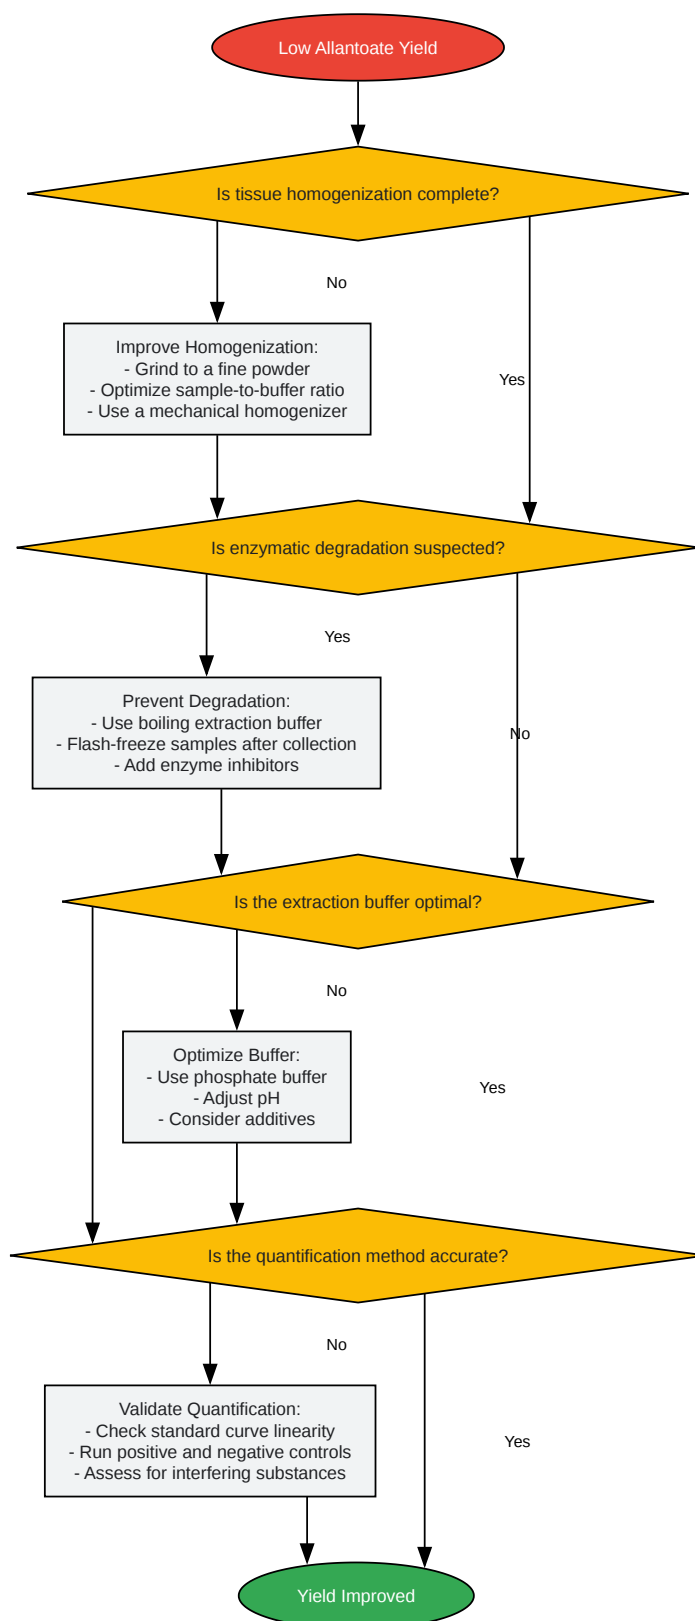 Low Allantoate Yield
Is tissue homogenization complete?
No
Improve Homogenization:
- Grind to a fine powder
- Optimize sample-to-buffer ratio
- Use a mechanical homogenizer
Yes
Is enzymatic degradation suspected?
Yes
Prevent Degradation:
- Use boiling extraction buffer
- Flash-freeze samples after collection
- Add enzyme inhibitors
No
Is the extraction buffer optimal?
No
Optimize Buffer:
- Use phosphate buffer
- Adjust pH
- Consider additives
Yes
Is the quantification method accurate?
No
Validate Quantification:
- Check standard curve linearity
- Run positive and negative controls
- Assess for interfering substances
Yes
Yield Improved